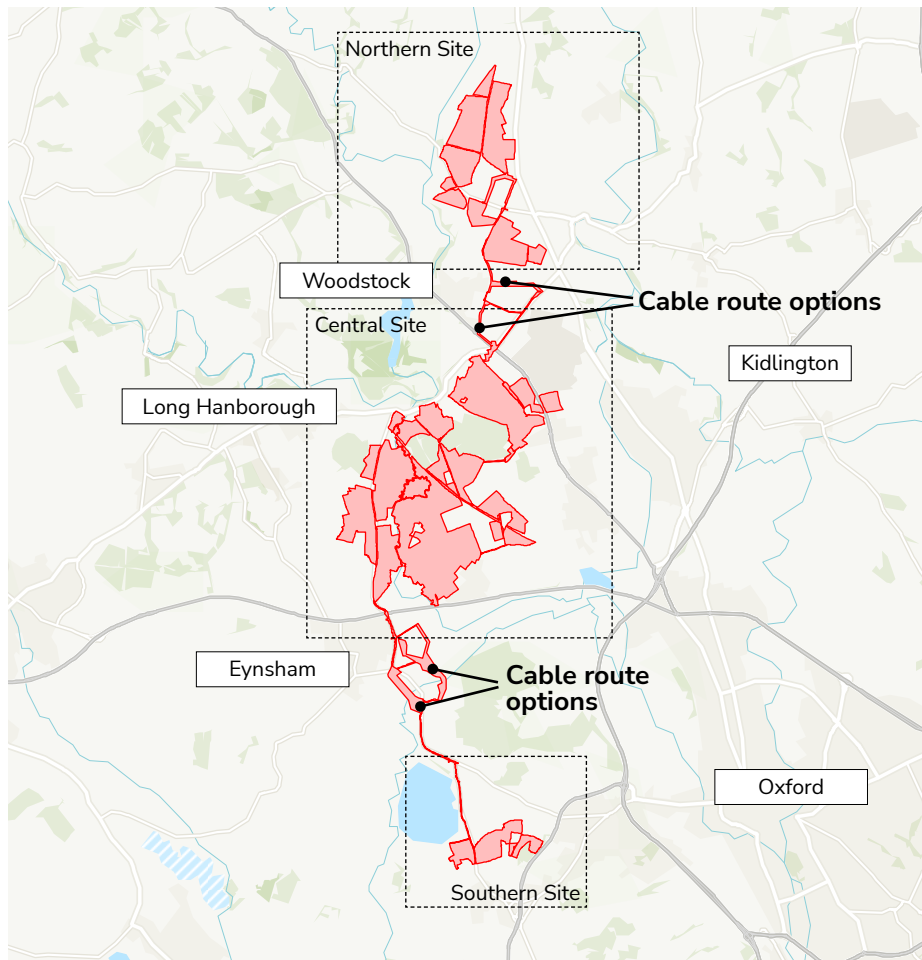 Northern Site
Woodstock
Cable route options
Central Site
Kidlington
Long Hanborough
Eynsham
Cable route
options
Oxford
Southern Site